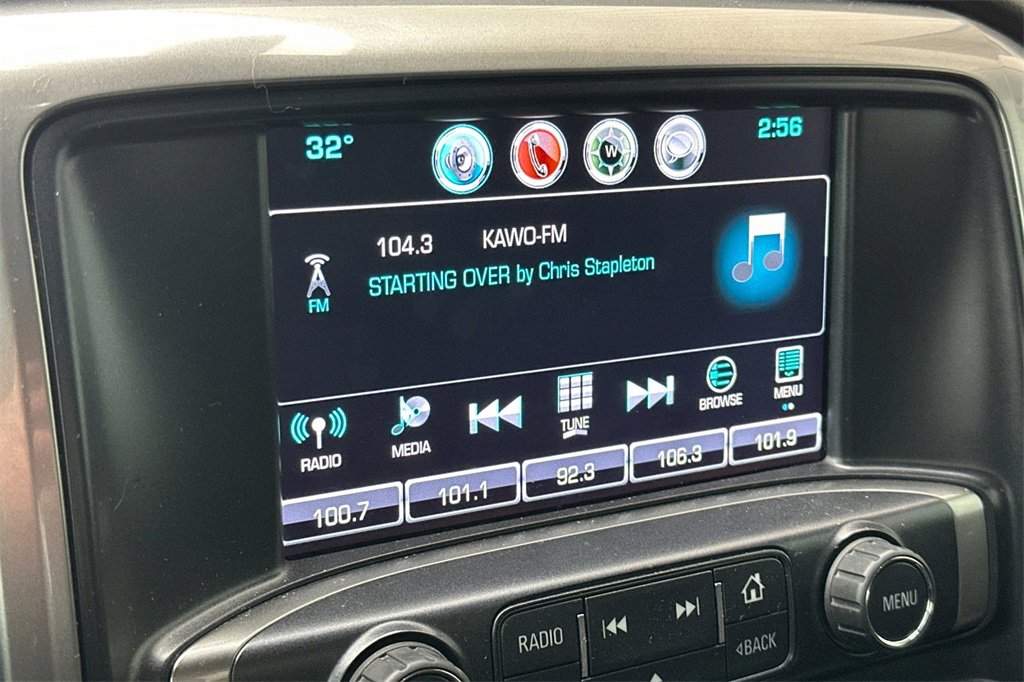 32°
W
2:56
104.3 KAWO-FM
STARTING OVER by Chris Stapleton
FM
RADIO
MEDIA
TUNE
BROWSE
MENU
100.7
101.1
92.3
106.3
101.9
RADIO
MENU
BACK